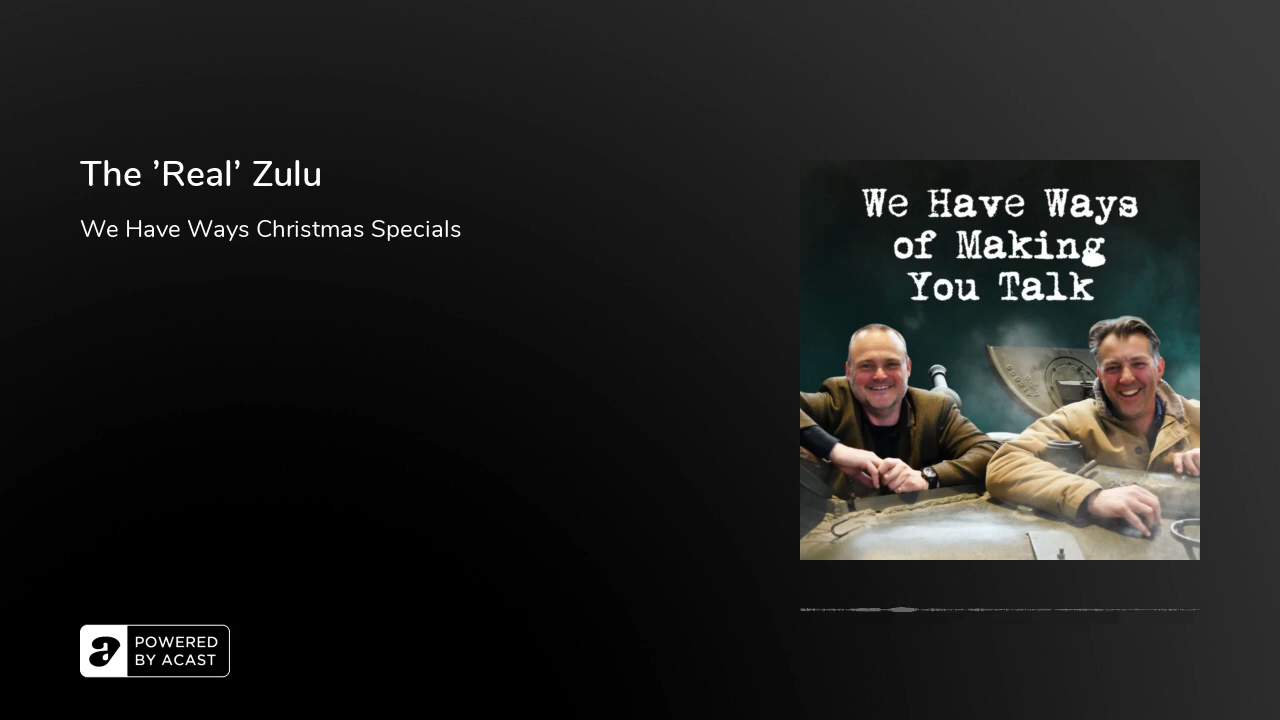 The ’Real’ Zulu
We Have Ways Christmas Specials
We Have Ways
of Making
You Talk
POWERED
BY ACAST